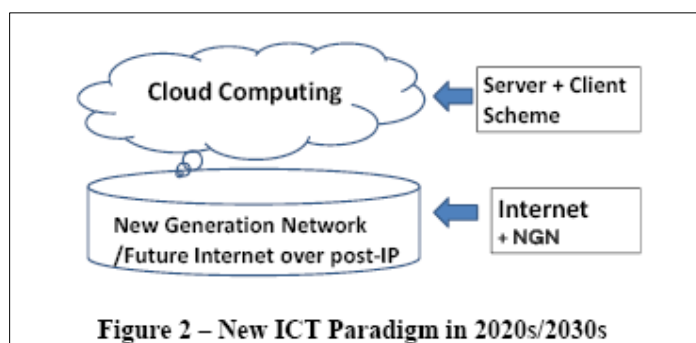 Cloud Computing
Server + Client
Scheme
New Generation Network
/Future Internet over post-IP
Internet
+ NGN
Figure 2 – New ICT Paradigm in 2020s/2030s